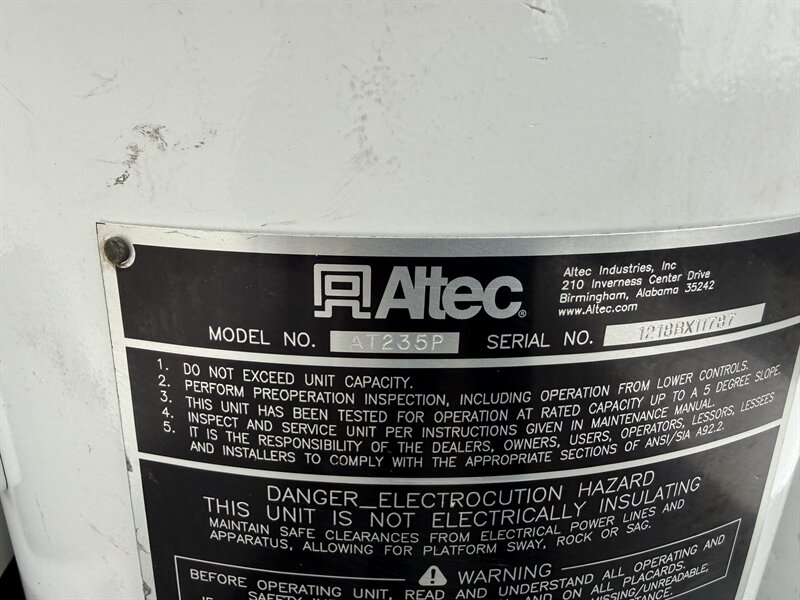 Altec®
Altec Industries, Inc
210 Inverness Center Drive
Birmingham, Alabama 35242
www.Altec.com
MODEL NO. AT235P SERIAL NO. 1218BX11787
1. DO NOT EXCEED UNIT CAPACITY.
2. PERFORM PREOPERATION INSPECTION, INCLUDING OPERATION FROM LOWER CONTROLS.
3. THIS UNIT HAS BEEN TESTED FOR OPERATION AT RATED CAPACITY UP TO A 5 DEGREE SLOPE.
4. INSPECT AND SERVICE UNIT PER INSTRUCTIONS GIVEN IN MAINTENANCE MANUAL.
5. IT IS THE RESPONSIBILITY OF THE DEALERS, OWNERS, USERS, OPERATORS, LESSORS, LESSEES
AND INSTALLERS TO COMPLY WITH THE APPROPRIATE SECTIONS OF ANSI/SIA A92.2.
DANGER_ELECTROCUTION HAZARD
THIS UNIT IS NOT ELECTRICALLY INSULATING
MAINTAIN SAFE CLEARANCES FROM ELECTRICAL POWER LINES AND
APPARATUS, ALLOWING FOR PLATFORM SWAY, ROCK OR SAG.
WARNING
BEFORE OPERATING UNIT, READ AND UNDERSTAND ALL OPERATING AND
AND ON ALL PLACARDS.
MISSING/UNREADABLE,